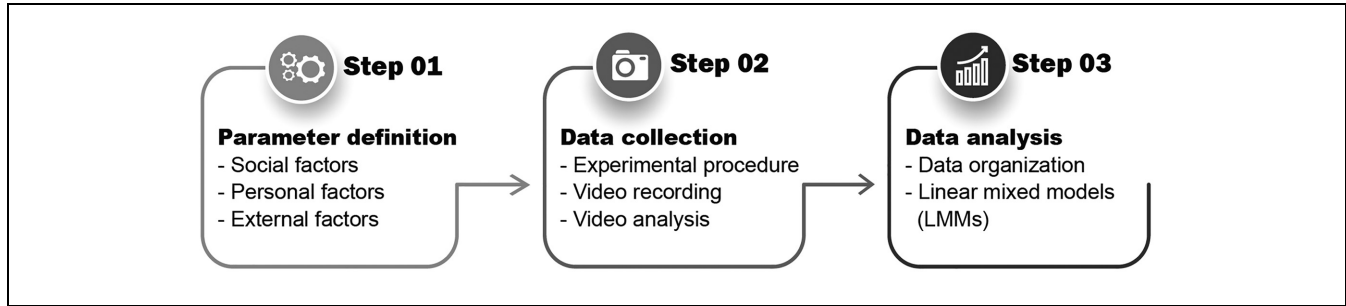 Step 01
Parameter definition
- Social factors
- Personal factors
- External factors
Step 02
Data collection
- Experimental procedure
- Video recording
- Video analysis
Step 03
Data analysis
- Data organization
- Linear mixed models
(LMMs)